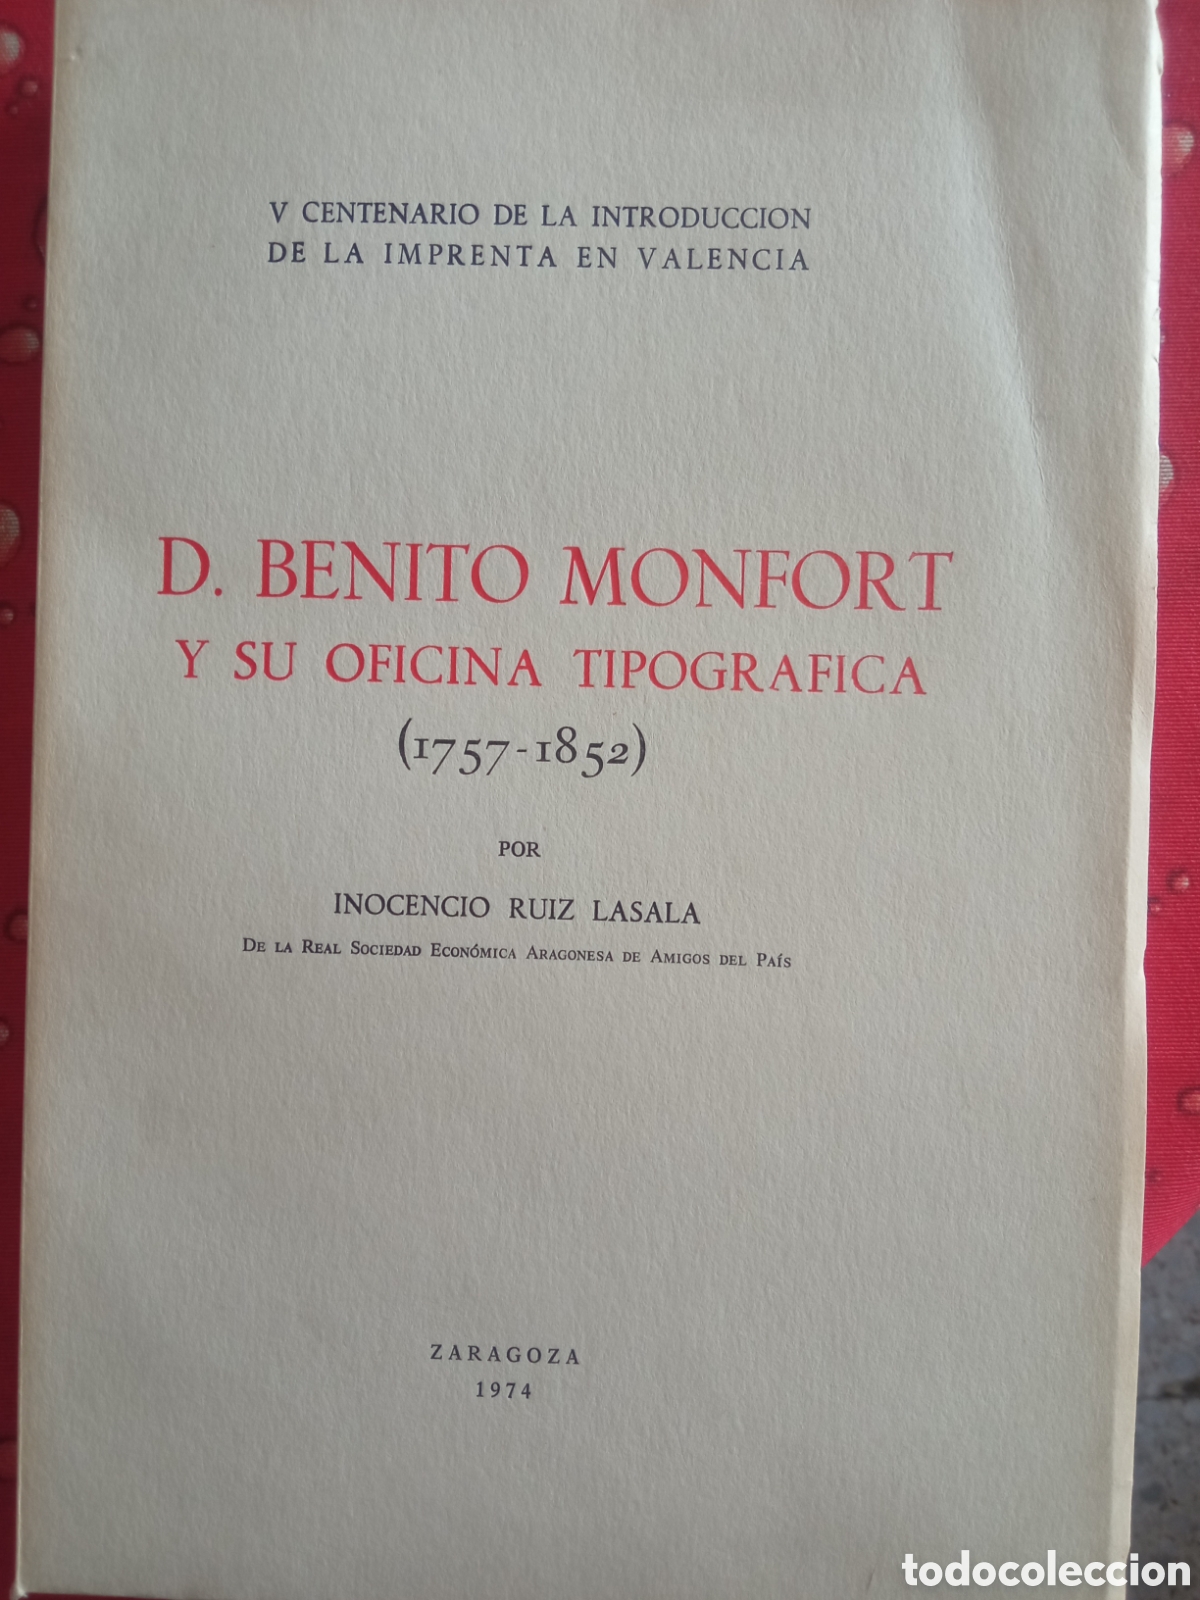 V CENTENARIO DE LA INTRODUCCION
DE LA IMPRENTA EN VALENCIA
D. BENITO MONFORT
Y SU OFICINA TIPOGRAFICA
(1757-1852)
POR
INOCENCIO RUIZ LASALA
DE LA REAL SOCIEDAD ECONÓMICA ARAGONESA DE AMIGOS DEL PAÍS
ZARAGOZA
1974
todocoleccion